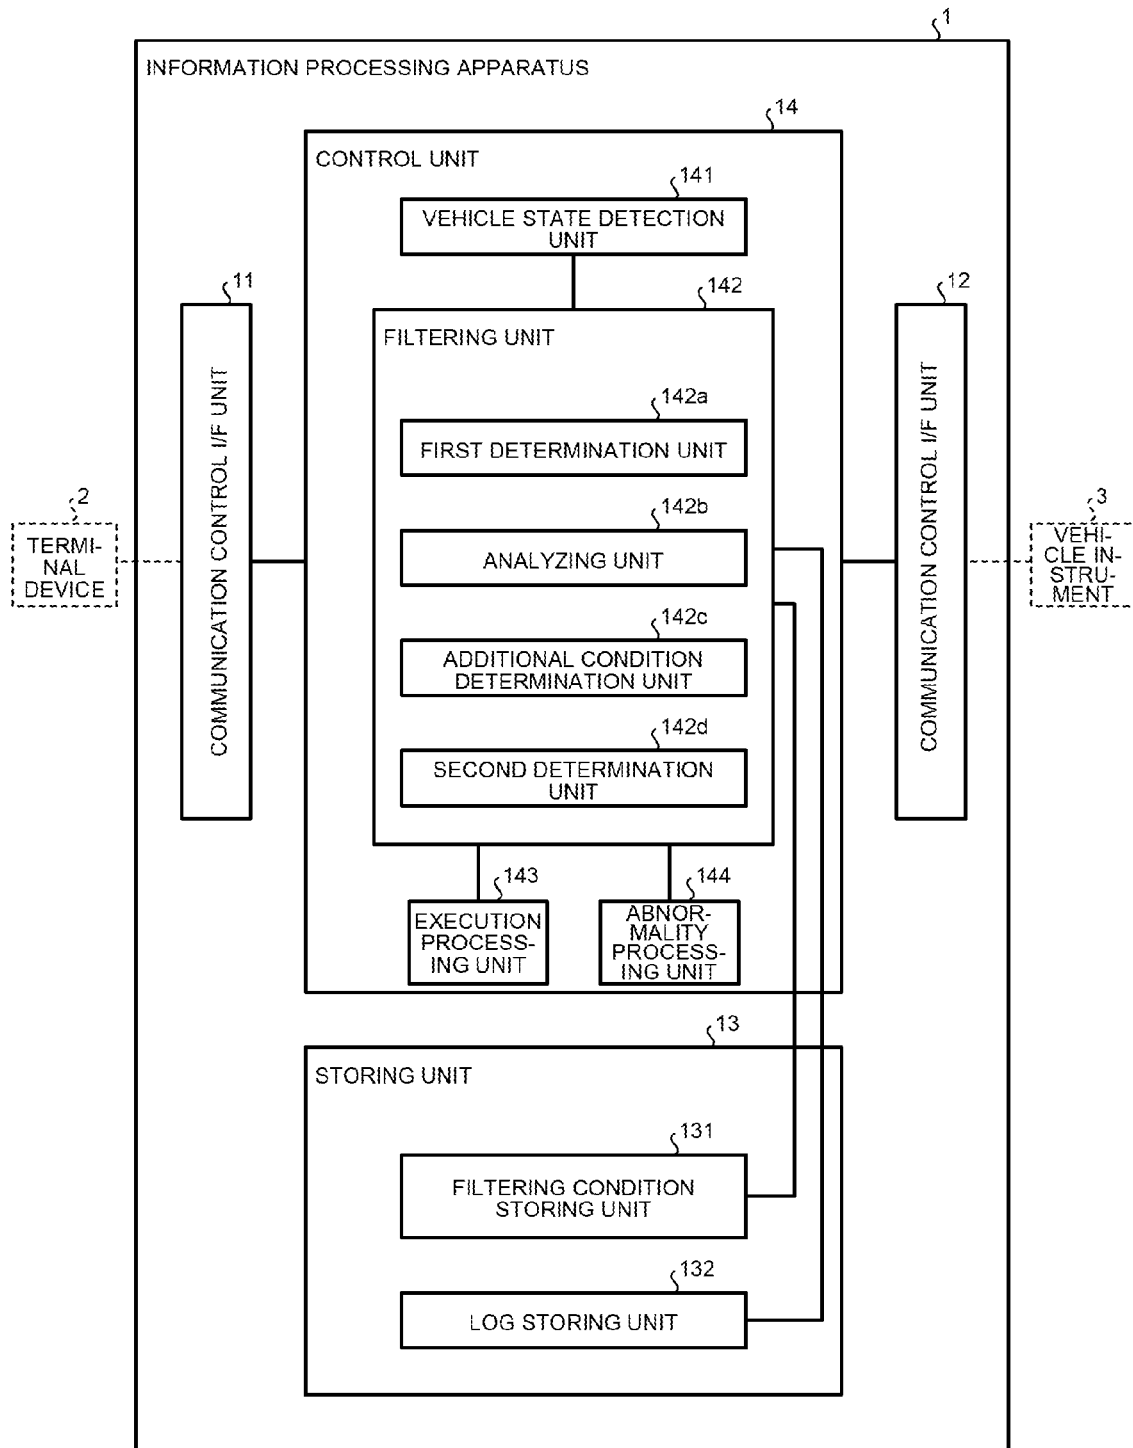 1
INFORMATION PROCESSING APPARATUS
14
CONTROL UNIT
141
VEHICLE STATE DETECTION
UNIT
11
142
12
FILTERING UNIT
142a
FIRST DETERMINATION UNIT
142b
ANALYZING UNIT
142c
ADDITIONAL CONDITION
DETERMINATION UNIT
142d
SECOND DETERMINATION
UNIT
COMMUNICATION CONTROL I/F UNIT
COMMUNICATION CONTROL I/F UNIT
2
TERMI-
NAL
DEVICE
3
VEHI-
CLE IN-
STRU-
MENT
143
EXECUTION
PROCESS-
ING UNIT
144
ABNOR-
MALITY
PROCESS-
ING UNIT
13
STORING UNIT
131
FILTERING CONDITION
STORING UNIT
132
LOG STORING UNIT